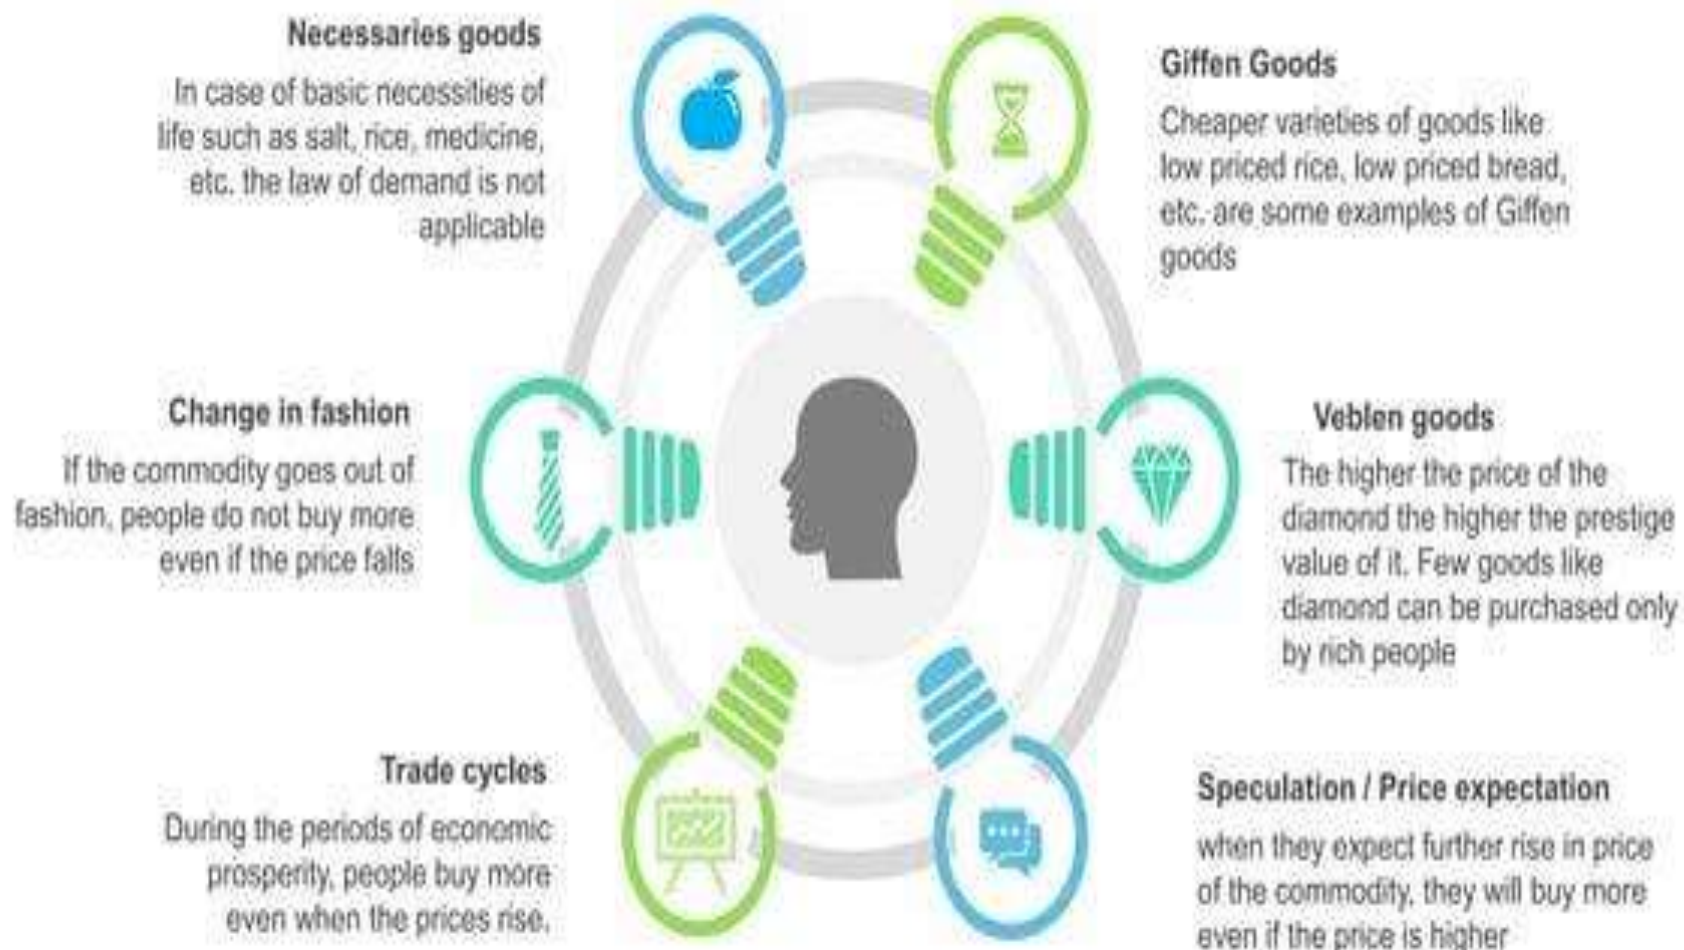 Necessaries goods
In case of basic necessities of
life such as salt, rice, medicine,
etc. the law of demand is not
applicable
Giffen Goods
Cheaper varieties of goods like
low priced rice, low priced bread,
etc. are some examples of Giffen
goods
Change in fashion
If the commodity goes out of
fashion, people do not buy more
even if the price falls
Veblen goods
The higher the price of the
diamond the higher the prestige
value of it. Few goods like
diamond can be purchased only
by rich people
Trade cycles
During the periods of economic
prosperity, people buy more
even when the prices rise.
Speculation / Price expectation
when they expect further rise in price
of the commodity, they will buy more
even if the price is higher